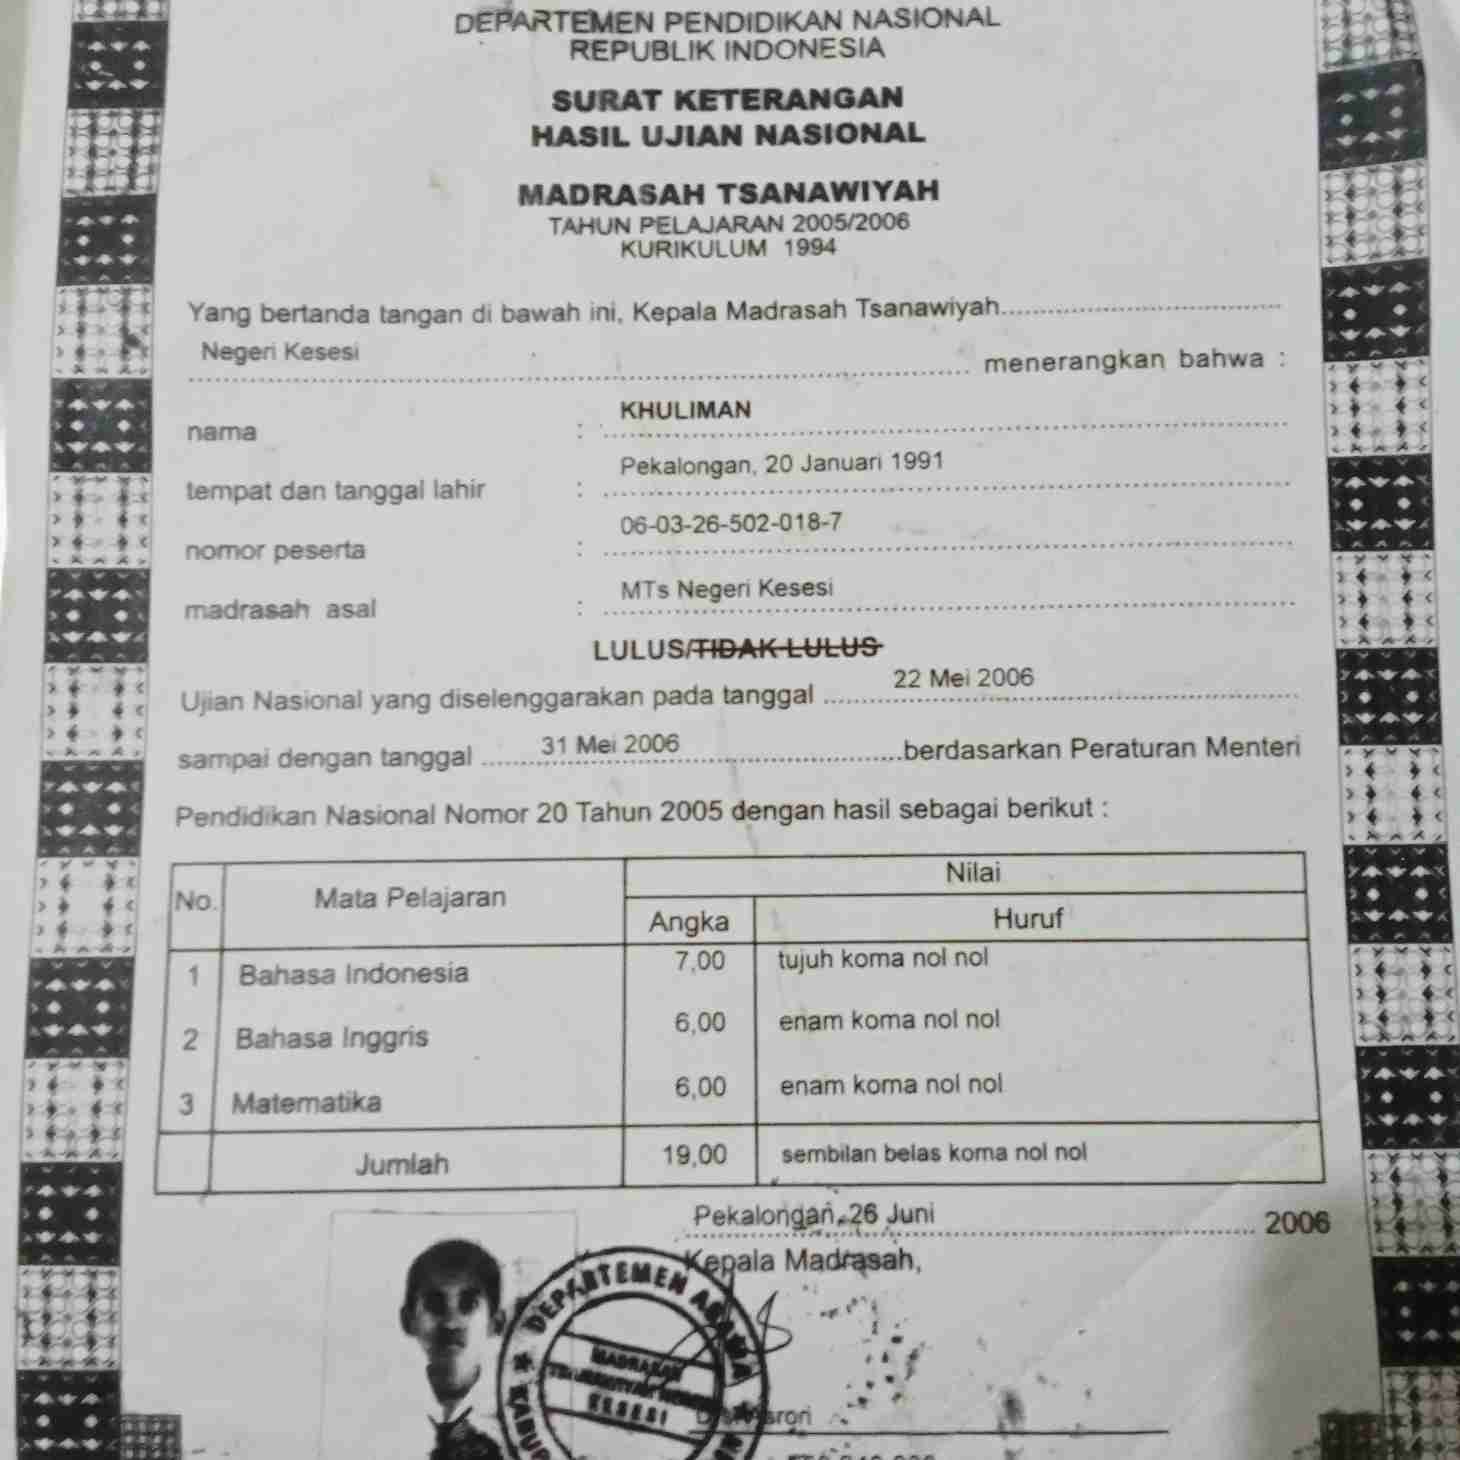 DEPARTEMEN PENDIDIKAN NASIONAL
REPUBLIK INDONESIA
SURAT KETERANGAN
HASIL UJIAN NASIONAL
MADRASAH TSANAWIYAH
TAHUN PELAJARAN 2005/2006
KURIKULUM 1994
Yang bertanda tangan di bawah ini, Kepala Madrasah Tsanawiyah
Negeri Kesesi menerangkan bahwa :
nama : KHULIMAN
tempat dan tanggal lahir : Pekalongan, 20 Januari 1991
nomor peserta : 06-03-26-502-018-7
madrasah asal : MTs Negeri Kesesi
LULUS/TIDAK LULUS
Ujian Nasional yang diselenggarakan pada tanggal 22 Mei 2006
sampai dengan tanggal 31 Mei 2006 berdasarkan Peraturan Menteri
Pendidikan Nasional Nomor 20 Tahun 2005 dengan hasil sebagai berikut :
No. Mata Pelajaran Nilai
Angka Huruf
1 Bahasa Indonesia 7,00 tujuh koma nol nol
2 Bahasa Inggris 6,00 enam koma nol nol
3 Matematika 6,00 enam koma nol nol
Jumlah 19,00 sembilan belas koma nol nol
Pekalongan, 26 Juni 2006
Kepala Madrasah,
DEPARTEMEN AGAMA
MADRASAH
KESESI